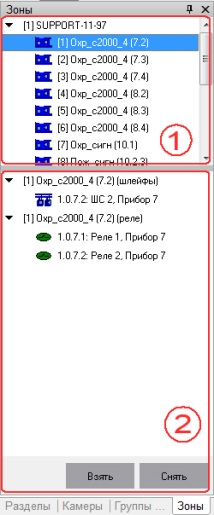 Зоны
[1] SUPPORT-11-97
[1] Охр_с2000_4 (7.2)
[2] Охр_с2000_4 (7.3)
[3] Охр_с2000_4 (7.4)
[4] Охр_с2000_4 (8.2)
[5] Охр_с2000_4 (8.3)
[6] Охр_с2000_4 (8.4)
[7] Охр_сигн (10.1)
[8] Пож_сигн (10.2,3)
1
[1] Охр_с2000_4 (7.2) (шлейфы)
1.0.7.2: ШС 2, Прибор 7
[1] Охр_с2000_4 (7.2) (реле)
1.0.7.1: Реле 1, Прибор 7
1.0.7.2: Реле 2, Прибор 7
2
Взять Снять
Разделы Камеры Группы ... Зоны